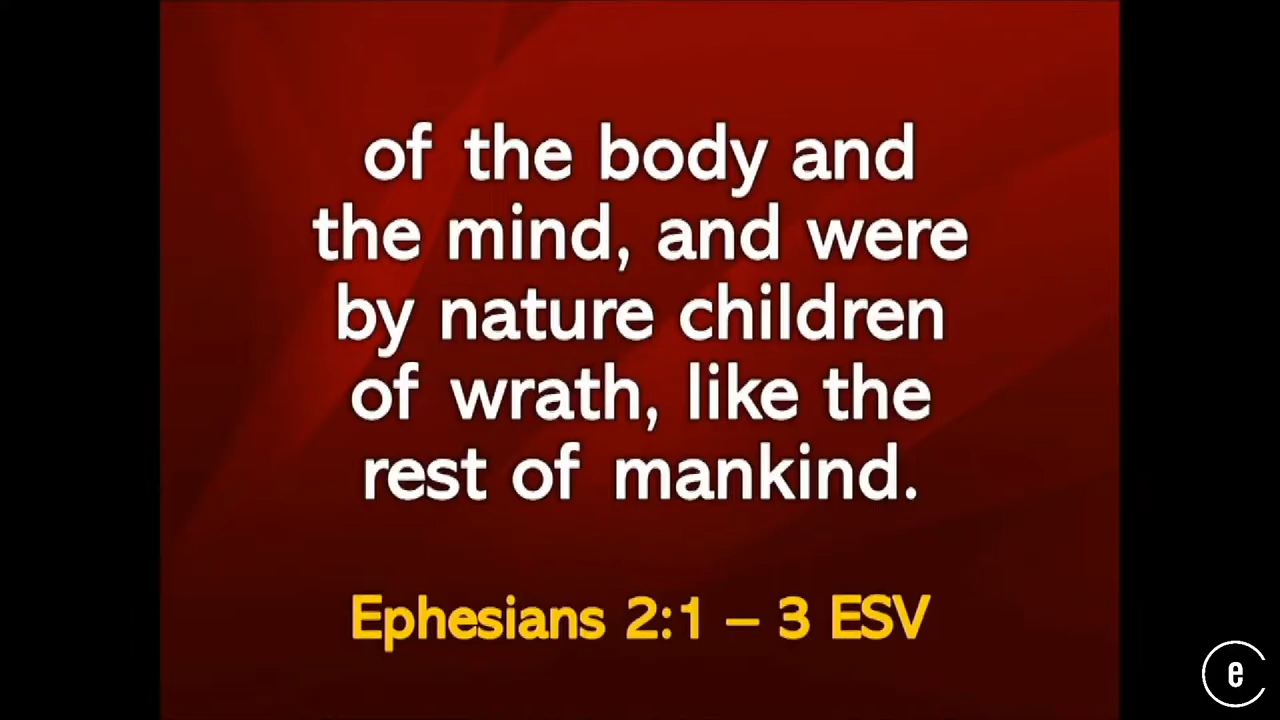 of the body and
the mind, and were
by nature children
of wrath, like the
rest of mankind.
Ephesians 2:1 – 3 ESV
e